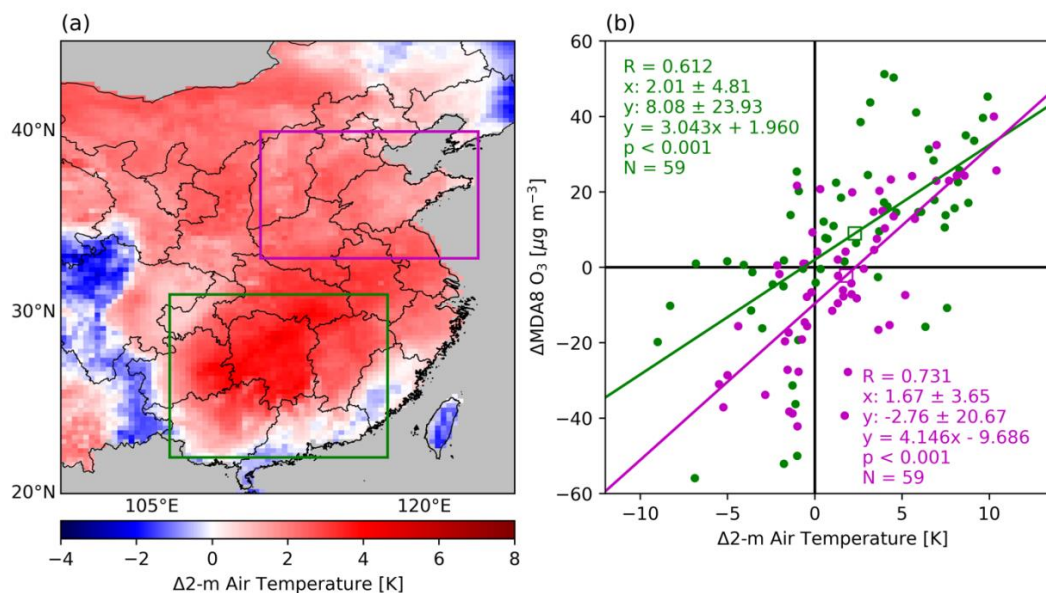 (a)
40°N
30°N
20°N
105°E
120°E
−4
−2
0
2
4
6
8
Δ2-m Air Temperature [K]
(b)
60
40
20
0
−20
−40
−60
ΔMDA8 O₃ [μg m⁻³]
R = 0.612
x: 2.01 ± 4.81
y: 8.08 ± 23.93
y = 3.043x + 1.960
p < 0.001
N = 59
R = 0.731
x: 1.67 ± 3.65
y: -2.76 ± 20.67
y = 4.146x - 9.686
p < 0.001
N = 59
−10
−5
0
5
10
Δ2-m Air Temperature [K]